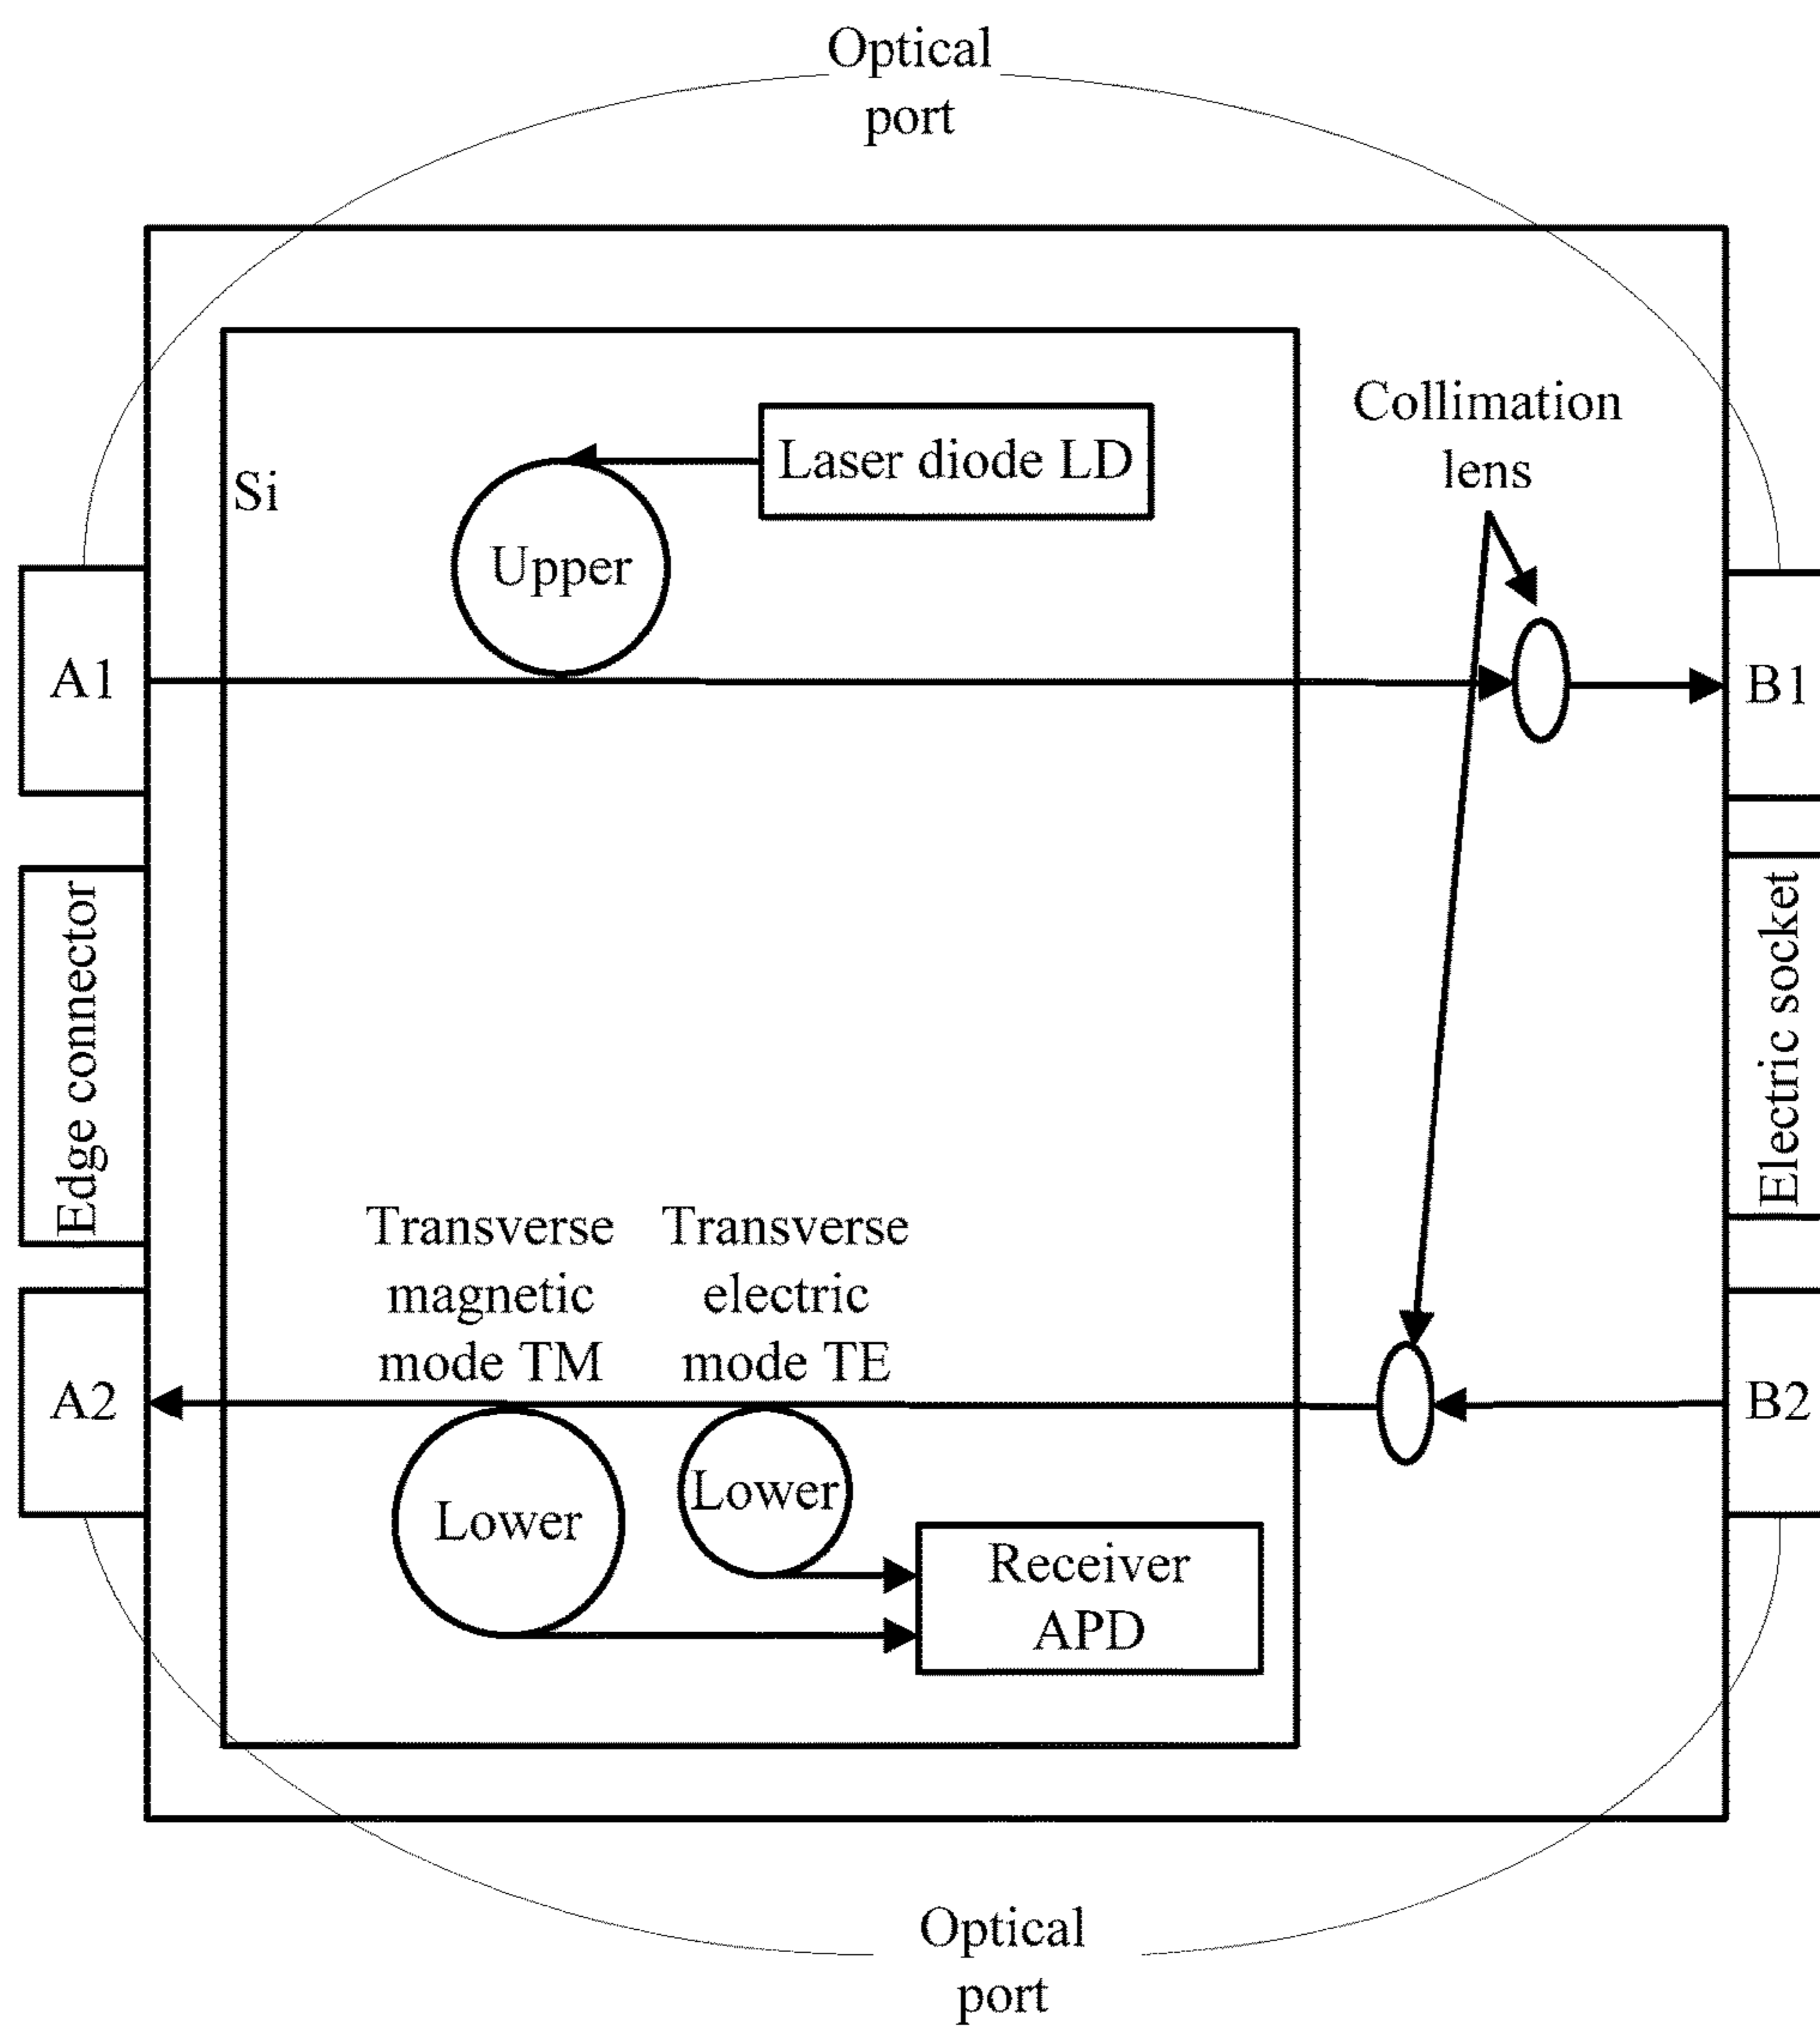 Optical
port
Laser diode LD
Collimation
lens
Si
Upper
A1
B1
Edge connector
Electric socket
Transverse
magnetic
mode TM
Transverse
electric
mode TE
A2
B2
Lower
Lower
Receiver
APD
Optical
port